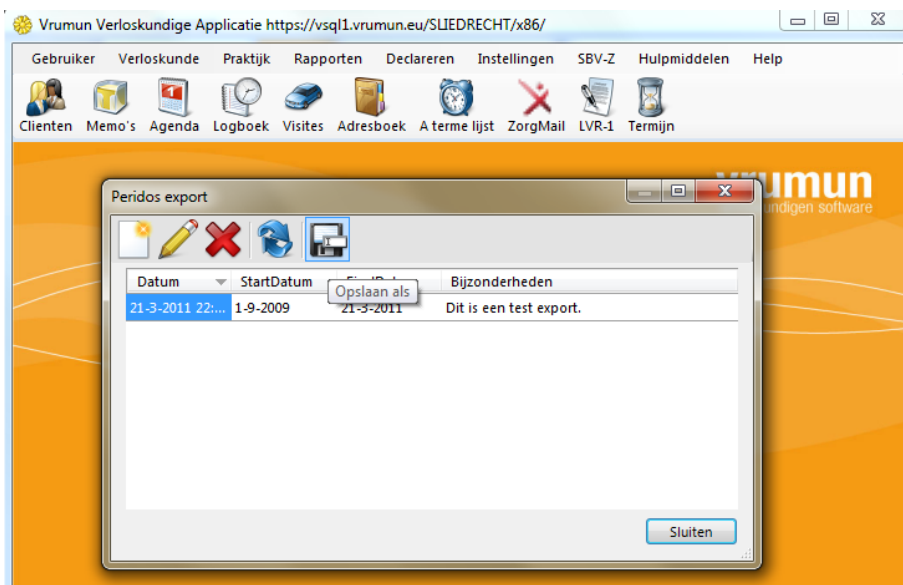 Vrumun Verloskundige Applicatie https://vsql1.vrumun.eu/SLIEDRECHT/x86/
Gebruiker Verloskunde Praktijk Rapporten Declareren Instellingen SBV-Z Hulpmiddelen Help
Clienten Memo's Agenda Logboek Visites Adresboek A terme lijst ZorgMail LVR-1 Termijn
vrumun
software
Peridos export
Datum StartDatum Bijzonderheden
Opslaan als
21-3-2011 22:... 1-9-2009 21-3-2011 Dit is een test export.
Sluiten